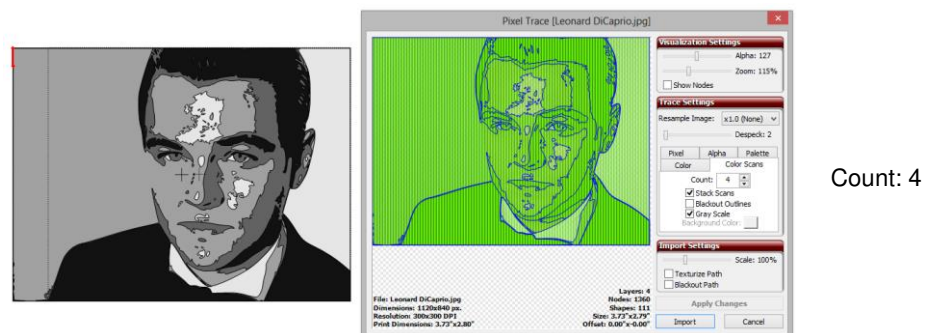 Pixel Trace [Leonard DiCaprio.jpg]
Visualization Settings
Alpha: 127
Zoom: 115%
Show Nodes
Trace Settings
Resample Image: x1.0 (None)
Despeck: 2
Pixel Alpha Palette
Color Color Scans
Count: 4
Stack Scans
Blackout Outlines
Gray Scale
Background Color:
Import Settings
Scale: 100%
Texturize Path
Blackout Path
Apply Changes
Import Cancel
File: Leonard DiCaprio.jpg
Dimensions: 1120x840 px.
Resolution: 300x300 DPI
Print Dimensions: 3.73"x2.80"
Layers: 4
Nodes: 1360
Shapes: 111
Size: 3.73"x2.79"
Offset: 0.00"x-0.00"
Count: 4